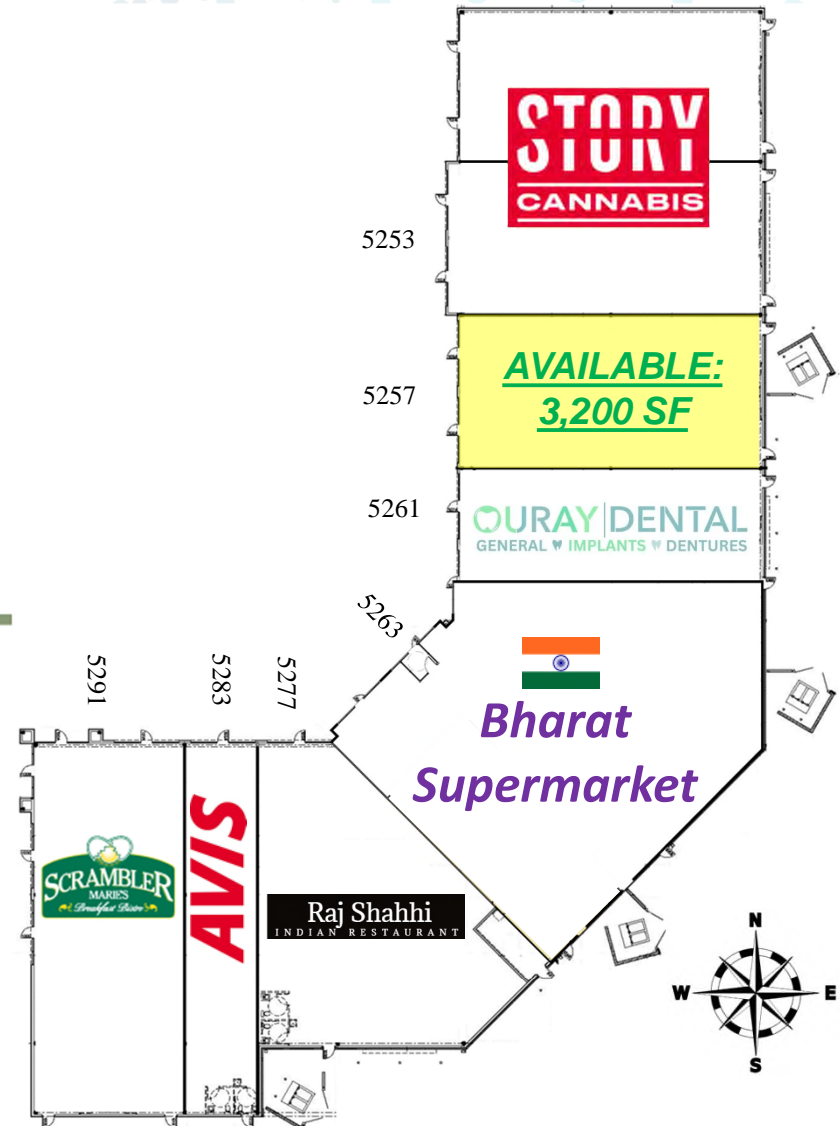 STORY
CANNABIS
5253
AVAILABLE:
3,200 SF
5257
5261
OURAY|DENTAL
GENERAL IMPLANTS DENTURES
5263
5291
5283
5277
Bharat
Supermarket
SCRAMBLER
MARIE'S
Breakfast Bistro
AVIS
Raj Shahhi
INDIAN RESTAURANT
N
W
E
S